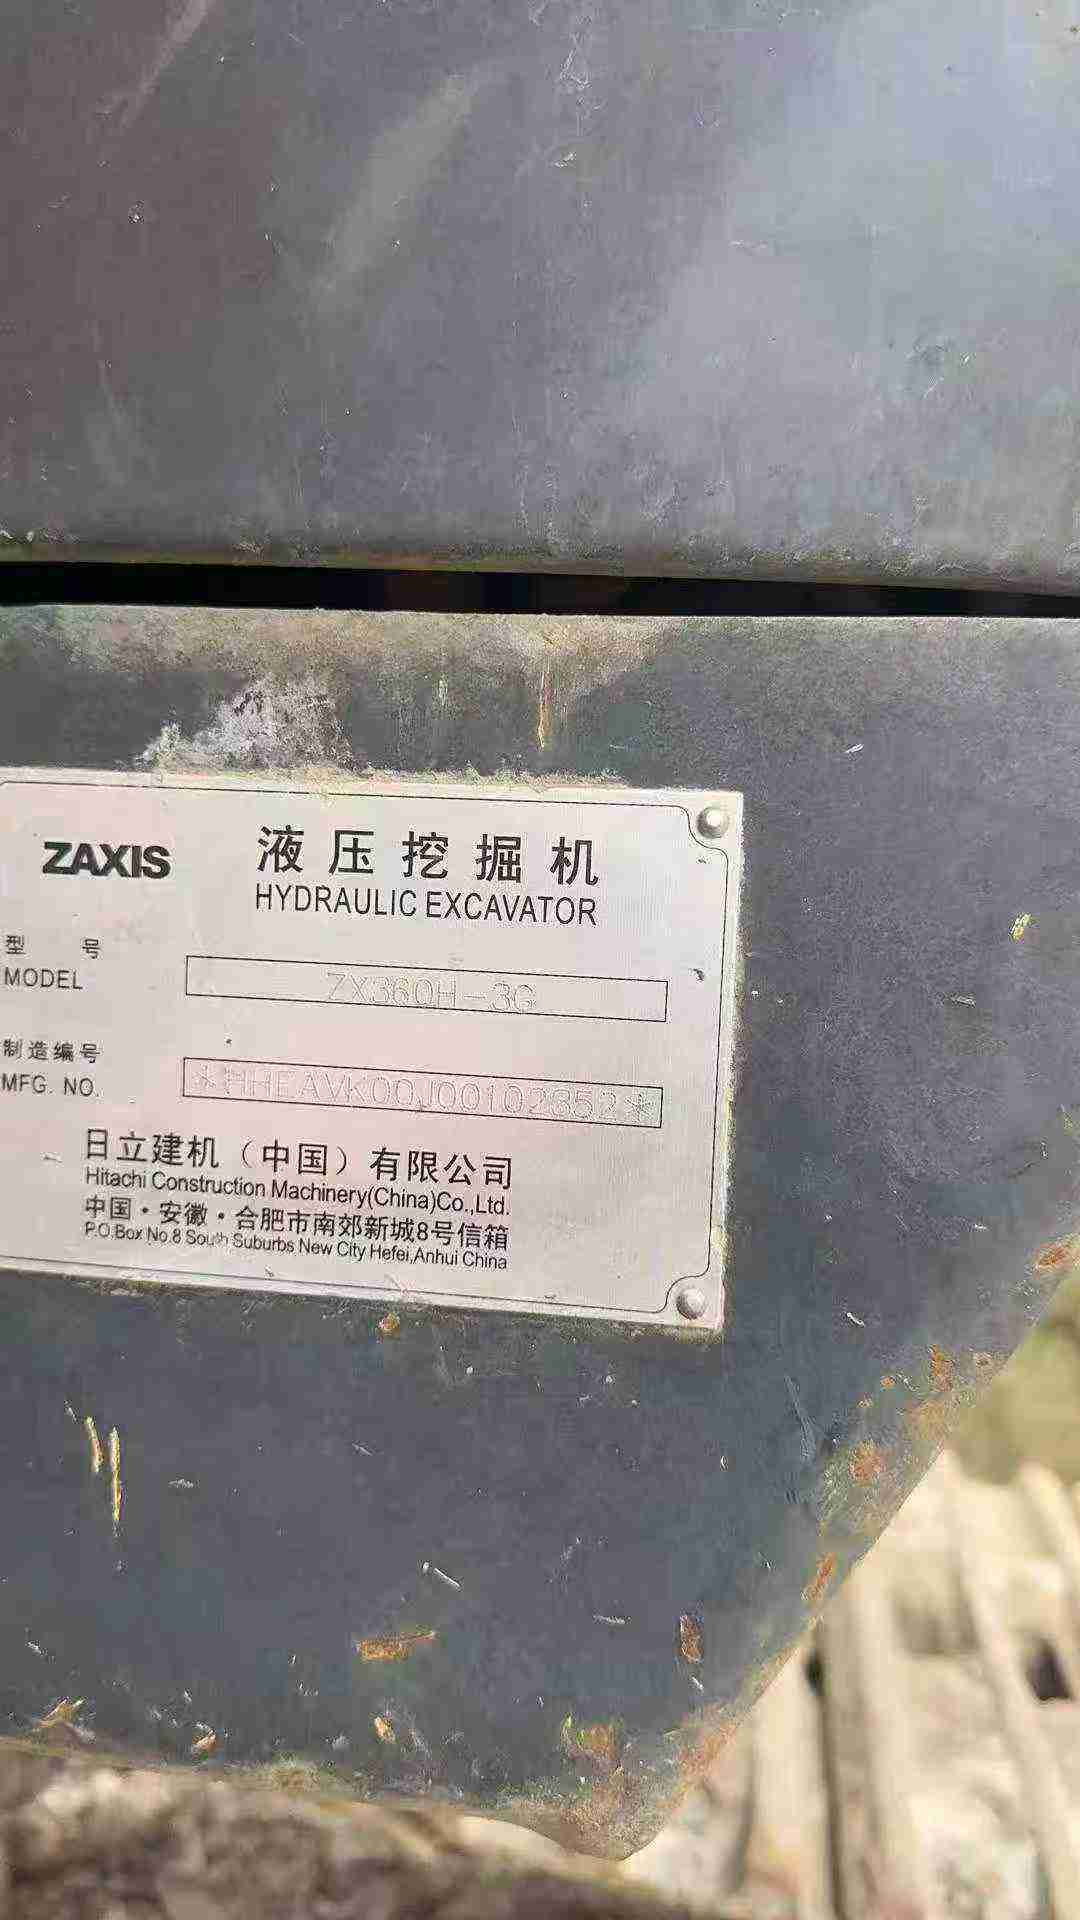 ZAXIS 液压挖掘机
HYDRAULIC EXCAVATOR
型 号
MODEL ZX360H-3G
制造编号
MFG. NO. *HHEAVK00J00102352*
日立建机（中国）有限公司
Hitachi Construction Machinery(China)Co.,Ltd.
中国·安徽·合肥市南郊新城8号信箱
P.O.Box No.8 South Suburbs New City Hefei,Anhui China